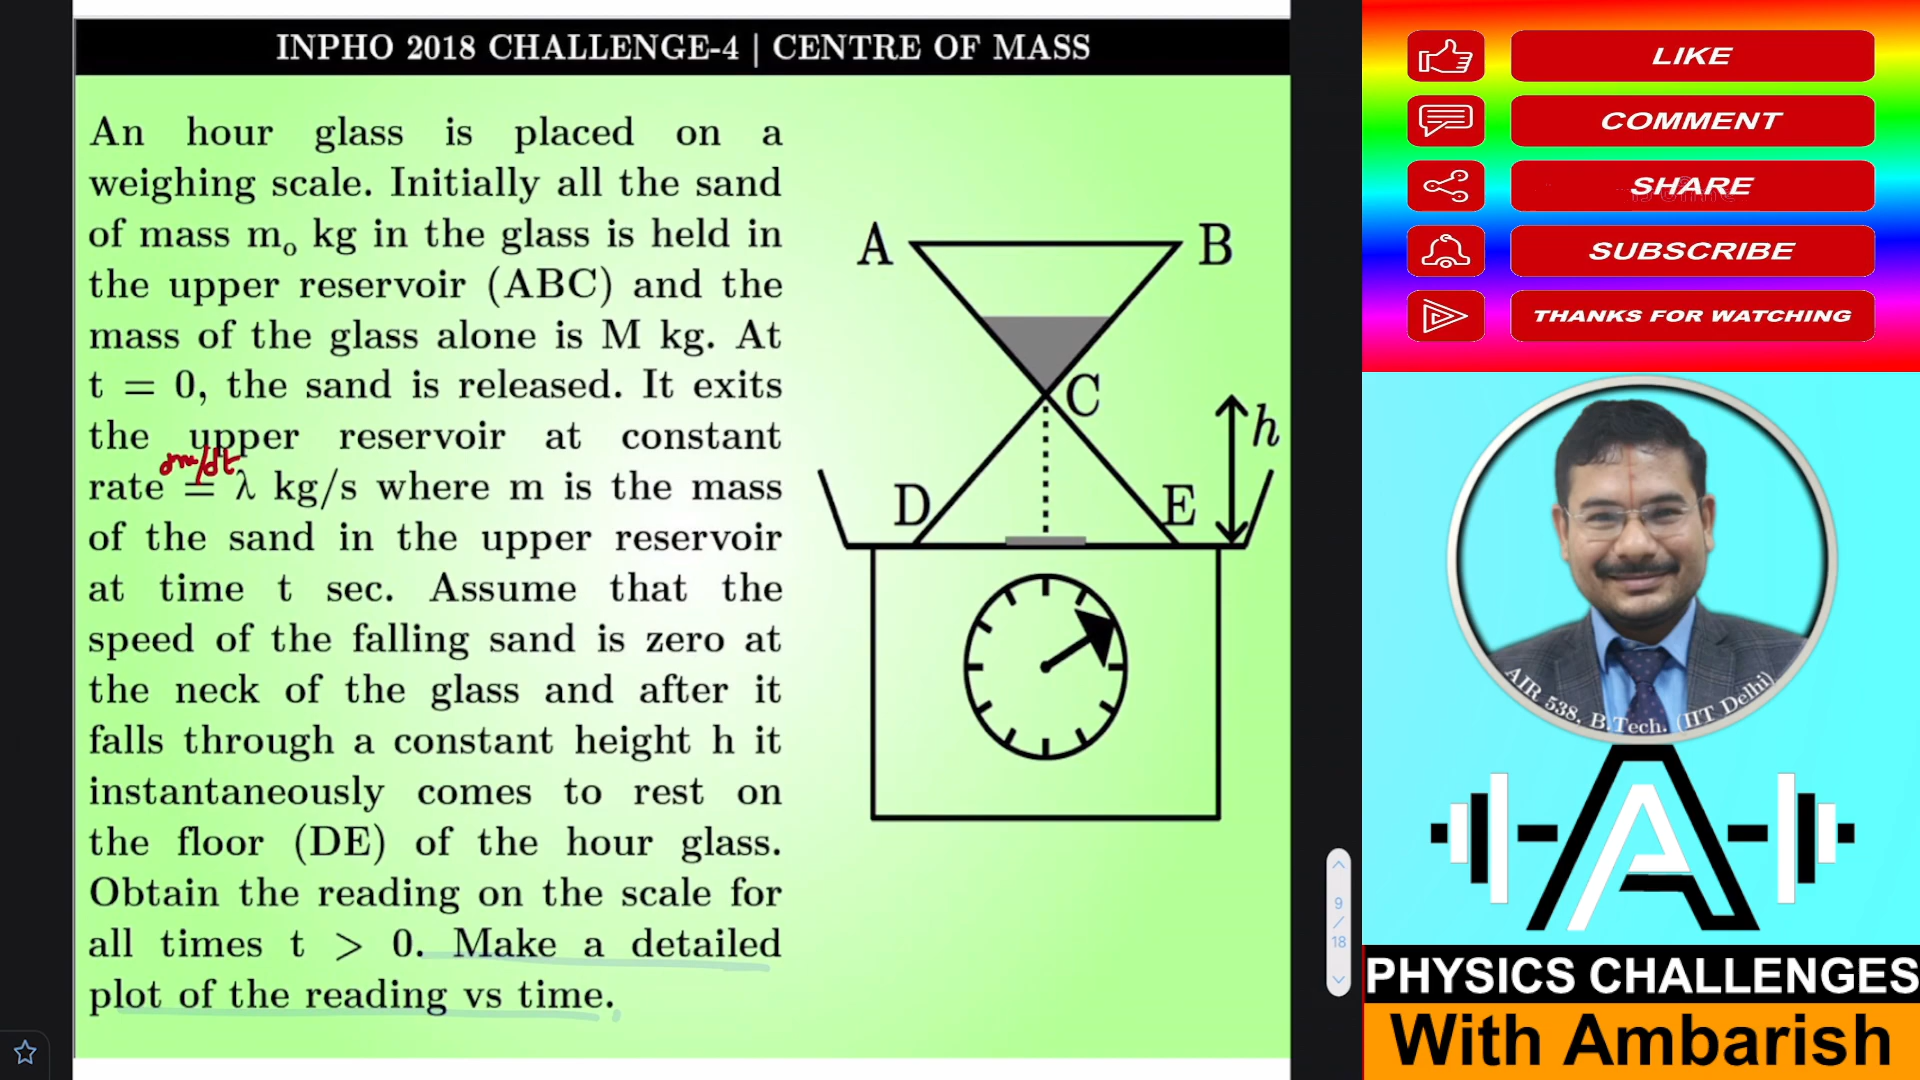 INPHO 2018 CHALLENGE-4 | CENTRE OF MASS
An hour glass is placed on a
weighing scale. Initially all the sand
of mass mₒ kg in the glass is held in
the upper reservoir (ABC) and the
mass of the glass alone is M kg. At
t = 0, the sand is released. It exits
the upper reservoir at constant
dm/dt
rate = λ kg/s where m is the mass
of the sand in the upper reservoir
at time t sec. Assume that the
speed of the falling sand is zero at
the neck of the glass and after it
falls through a constant height h it
instantaneously comes to rest on
the floor (DE) of the hour glass.
Obtain the reading on the scale for
all times t > 0. Make a detailed
plot of the reading vs time.
A
B
C
h
D
E
9
/
18
LIKE
COMMENT
SHARE
SUBSCRIBE
THANKS FOR WATCHING
AIR 538, B.Tech. (IIT Delhi)
PHYSICS CHALLENGES
With Ambarish